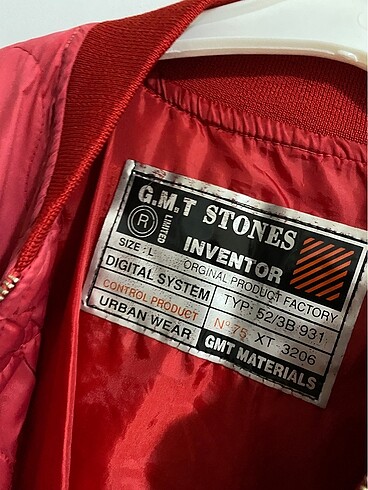 G.M.T STONES
R LIMITED
INVENTOR
SIZE: L
ORGINAL PRODUCT FACTORY
DIGITAL SYSTEM
TYP: 52/3B 931
CONTROL PRODUCT
N° 75 XT 3206
URBAN WEAR
GMT MATERIALS